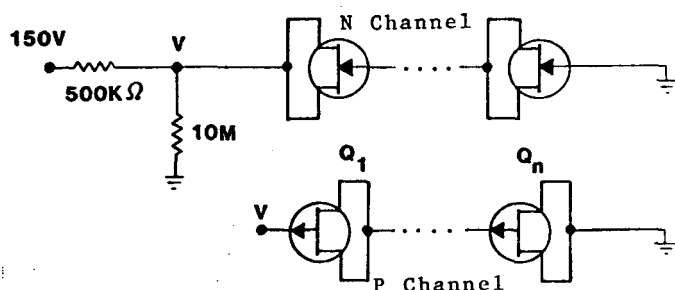 N Channel
150V
V
500KΩ
10M
Q1
Qn
V
P Channel